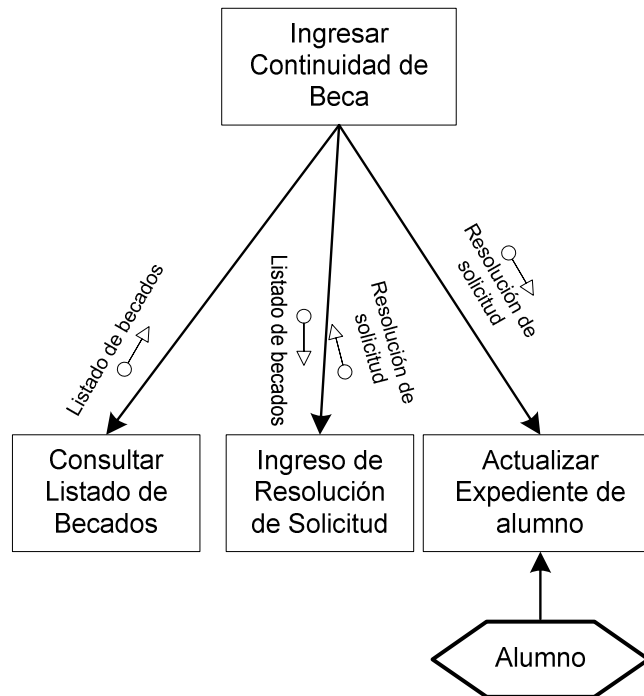 Ingresar
Continuidad de
Beca
Listado de becados
Listado de becados
Resolución de
solicitud
Resolución de
solicitud
Consultar
Listado de
Becados
Ingreso de
Resolución
de Solicitud
Actualizar
Expediente de
alumno
Alumno